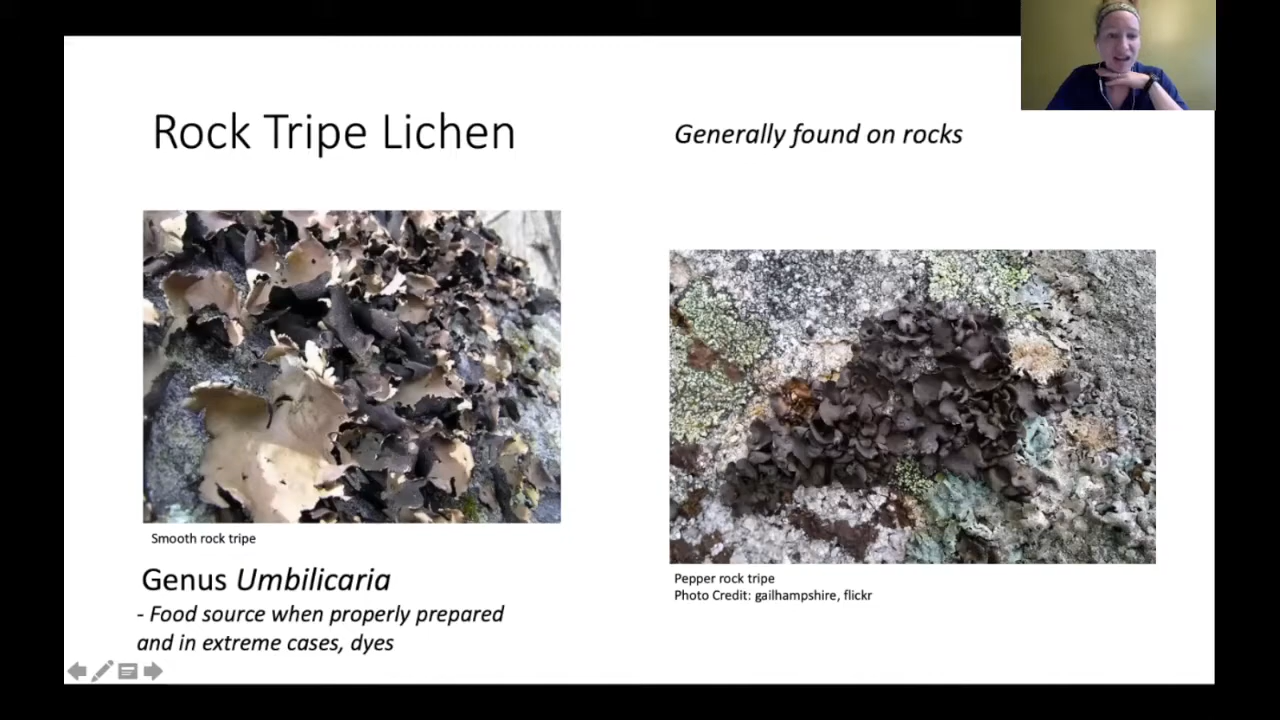 Rock Tripe Lichen
Generally found on rocks
Smooth rock tripe
Genus Umbilicaria
- Food source when properly prepared
and in extreme cases, dyes
Pepper rock tripe
Photo Credit: gailhampshire, flickr